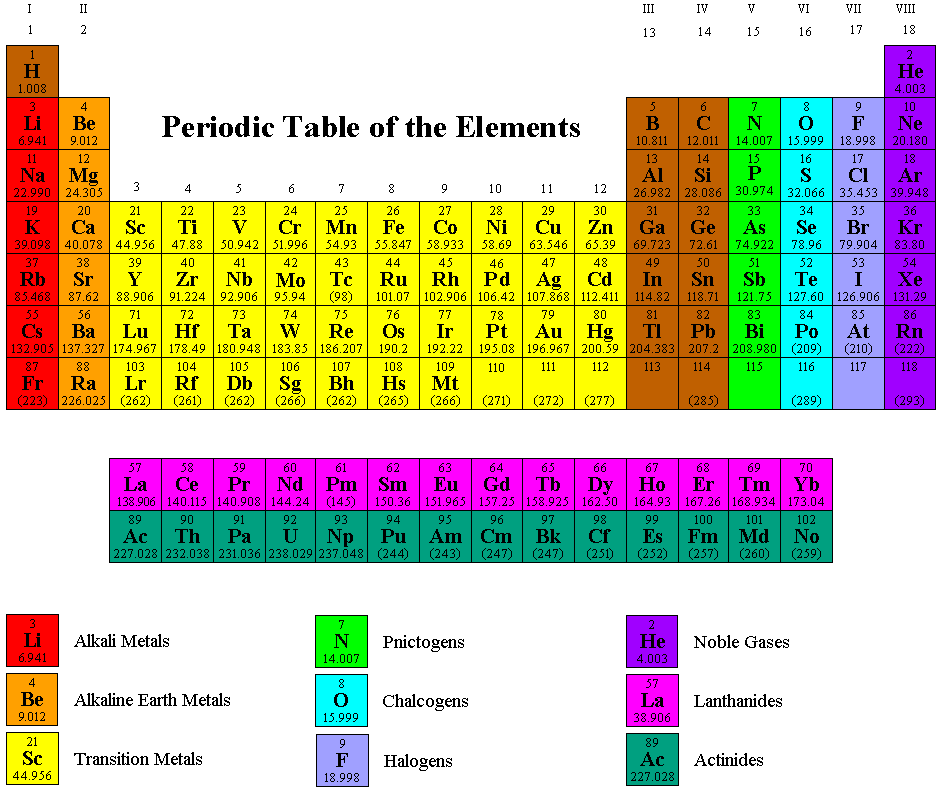 I II III IV V VI VII VIII
1 2 13 14 15 16 17 18
1 2
H He
1.008 4.003
3 4 5 6 7 8 9 10
Li Be Periodic Table of the Elements B C N O F Ne
6.941 9.012 10.811 12.011 14.007 15.999 18.998 20.180
11 12 13 14 15 16 17 18
Na Mg Al Si P S Cl Ar
22.990 24.305 3 4 5 6 7 8 9 10 11 12 26.982 28.086 30.974 32.066 35.453 39.948
19 20 21 22 23 24 25 26 27 28 29 30 31 32 33 34 35 36
K Ca Sc Ti V Cr Mn Fe Co Ni Cu Zn Ga Ge As Se Br Kr
39.098 40.078 44.956 47.88 50.942 51.996 54.93 55.847 58.933 58.69 63.546 65.39 69.723 72.61 74.922 78.96 79.904 83.80
37 38 39 40 41 42 43 44 45 46 47 48 49 50 51 52 53 54
Rb Sr Y Zr Nb Mo Tc Ru Rh Pd Ag Cd In Sn Sb Te I Xe
85.468 87.62 88.906 91.224 92.906 95.94 (98) 101.07 102.906 106.42 107.868 112.411 114.82 118.71 121.75 127.60 126.906 131.29
55 56 71 72 73 74 75 76 77 78 79 80 81 82 83 84 85 86
Cs Ba Lu Hf Ta W Re Os Ir Pt Au Hg Tl Pb Bi Po At Rn
132.905 137.327 174.967 178.49 180.948 183.85 186.207 190.2 192.22 195.08 196.967 200.59 204.383 207.2 208.980 (209) (210) (222)
87 88 103 104 105 106 107 108 109 110 111 112 113 114 115 116 117 118
Fr Ra Lr Rf Db Sg Bh Hs Mt
(223) 226.025 (262) (261) (262) (266) (262) (265) (266) (271) (272) (277) (285) (289) (293)
57 58 59 60 61 62 63 64 65 66 67 68 69 70
La Ce Pr Nd Pm Sm Eu Gd Tb Dy Ho Er Tm Yb
138.906 140.115 140.908 144.24 (145) 150.36 151.965 157.25 158.925 162.50 164.93 167.26 168.934 173.04
89 90 91 92 93 94 95 96 97 98 99 100 101 102
Ac Th Pa U Np Pu Am Cm Bk Cf Es Fm Md No
227.028 232.038 231.036 238.029 237.048 (244) (243) (247) (247) (251) (252) (257) (260) (259)
3 7 2
Li Alkali Metals N Pnictogens He Noble Gases
6.941 14.007 4.003
4 8 57
Be Alkaline Earth Metals O Chalcogens La Lanthanides
9.012 15.999 38.906
21 9 89
Sc Transition Metals F Halogens Ac Actinides
44.956 18.998 227.028